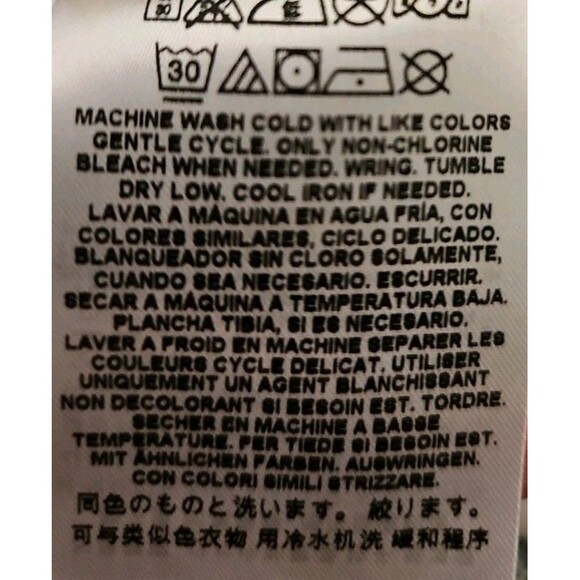 低
30
MACHINE WASH COLD WITH LIKE COLORS
GENTLE CYCLE. ONLY NON-CHLORINE
BLEACH WHEN NEEDED. WRING. TUMBLE
DRY LOW. COOL IRON IF NEEDED.
LAVAR A MÁQUINA EN AGUA FRÍA, CON
COLORES SIMILARES, CICLO DELICADO.
BLANQUEADOR SIN CLORO SOLAMENTE,
CUANDO SEA NECESARIO. ESCURRIR.
SECAR A MÁQUINA A TEMPERATURA BAJA.
PLANCHA TIBIA, SI ES NECESARIO.
LAVER A FROID EN MACHINE SEPARER LES
COULEURS CYCLE DELICAT. UTILISER
UNIQUEMENT UN AGENT BLANCHISSANT
NON DECOLORANT SI BESOIN EST. TORDRE.
SECHER EN MACHINE A BASSE
TEMPERATURE. PER TIEDE SI BESOIN EST.
MIT ÄHNLICHEN FARBEN. AUSWRINGEN.
CON COLORI SIMILI STRIZZARE.
同色のものと洗います。 絞ります。
可与类似色衣物 用冷水机洗 缓和程序